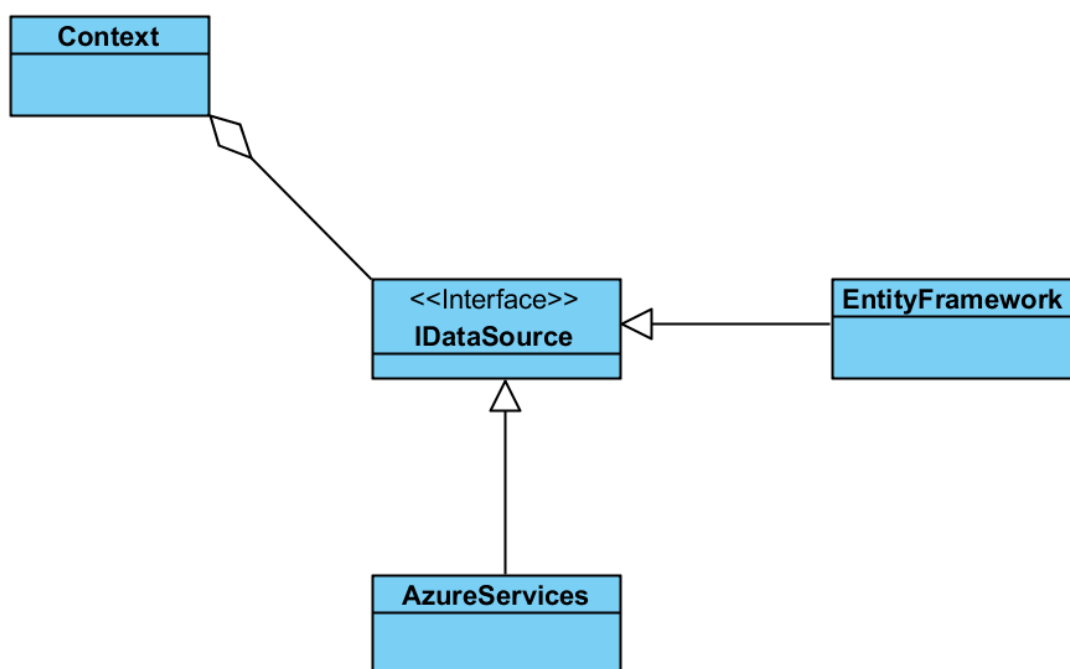 Context
<<Interface>>
IDataSource
EntityFramework
AzureServices